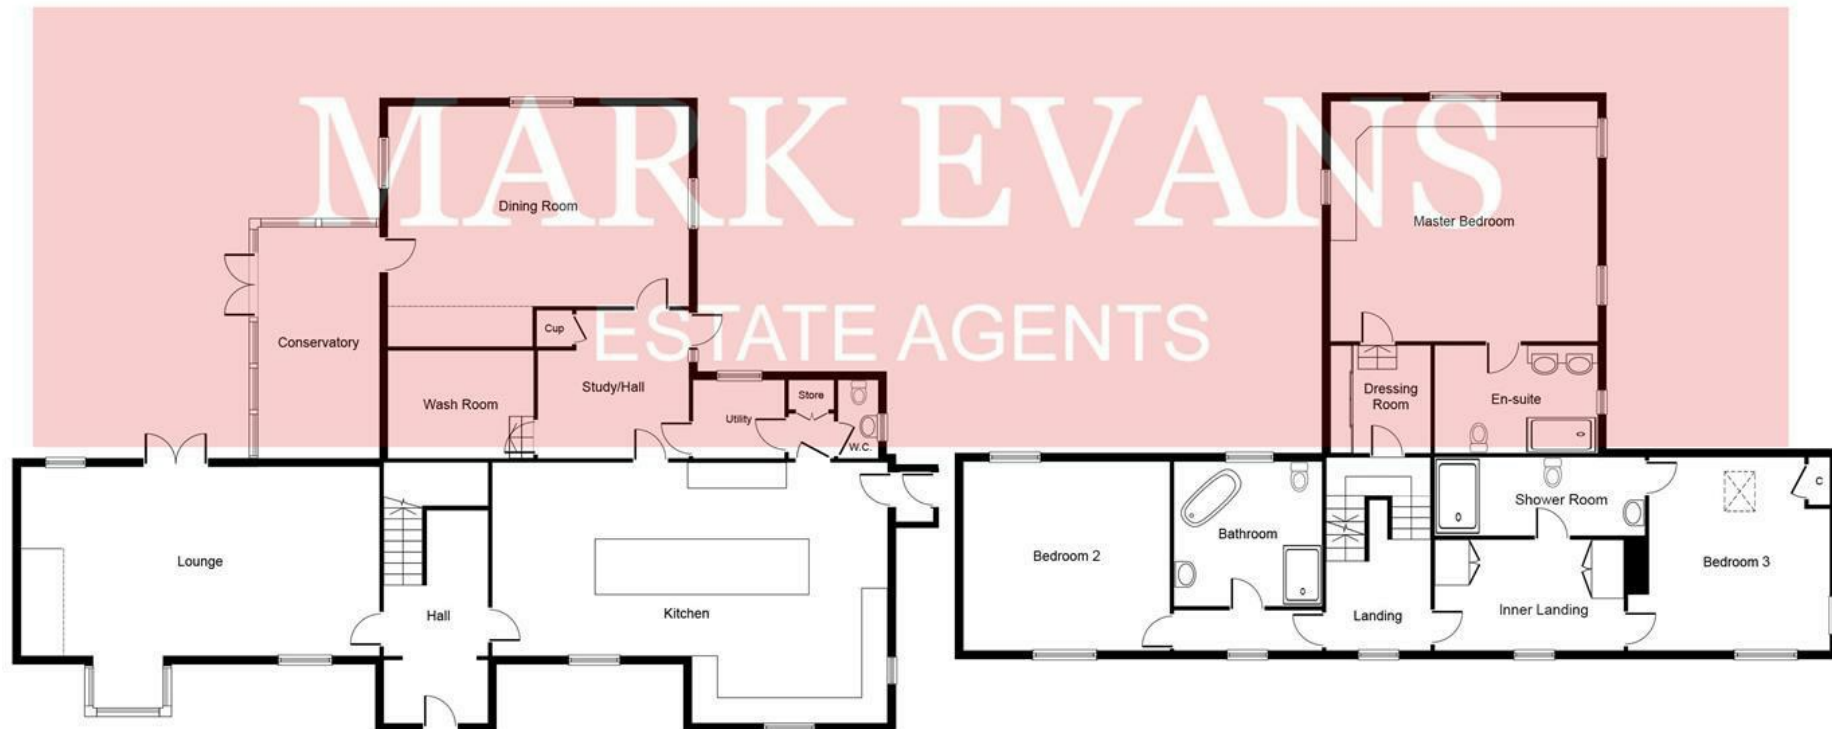 MARK EVANS
ESTATE AGENTS
Dining Room
Conservatory
Cup
Study/Hall
Wash Room
Utility
Store
W.C.
Lounge
Hall
Kitchen
Master Bedroom
Dressing
Room
En-suite
Shower Room
C
Bathroom
Bedroom 2
Bedroom 3
Landing
Inner Landing